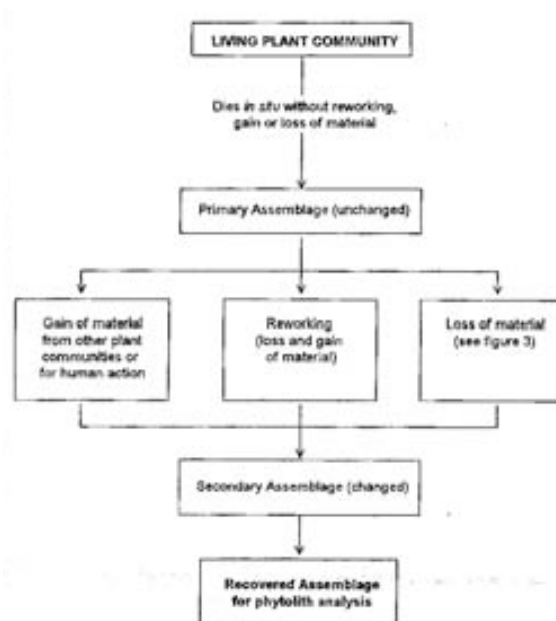 LIVING PLANT COMMUNITY
Dies in situ without reworking,
gain or loss of material
Primary Assemblage (unchanged)
Gain of material
from other plant
communities or
for human action
Reworking
(loss and gain
of material)
Loss of material
(see figure 3)
Secondary Assemblage (changed)
Recovered Assemblage
for phytolith analysis